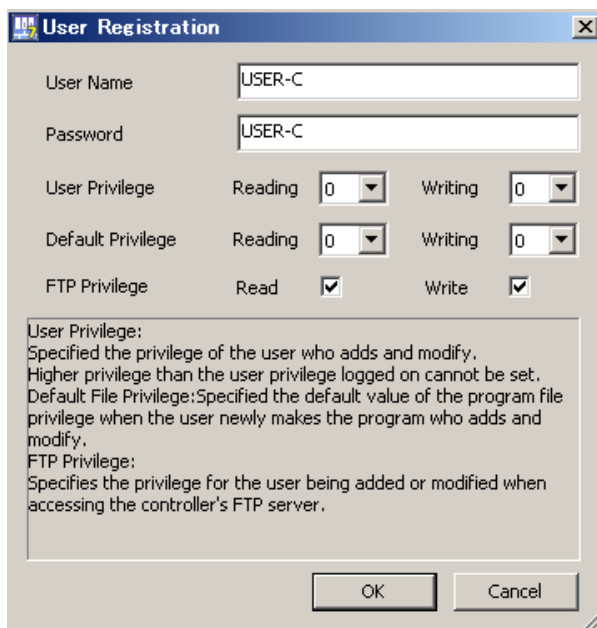 User Registration
User Name USER-C
Password USER-C
User Privilege Reading 0 Writing 0
Default Privilege Reading 0 Writing 0
FTP Privilege Read Write
User Privilege:
Specified the privilege of the user who adds and modify.
Higher privilege than the user privilege logged on cannot be set.
Default File Privilege:Specified the default value of the program file
privilege when the user newly makes the program who adds and
modify.
FTP Privilege:
Specifies the privilege for the user being added or modified when
accessing the controller's FTP server.
OK Cancel